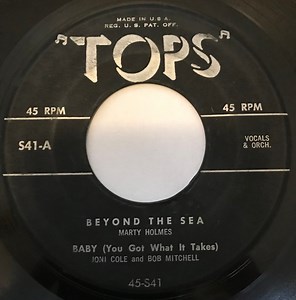 MADE IN U.S.A.
REG. U. S. PAT. OFF.
"TOPS"
45 RPM
45 RPM
S41-A
VOCALS
& ORCH.
BEYOND THE SEA
MARTY HOLMES
BABY (You Got What It Takes)
JONI COLE and BOB MITCHELL
45-S41